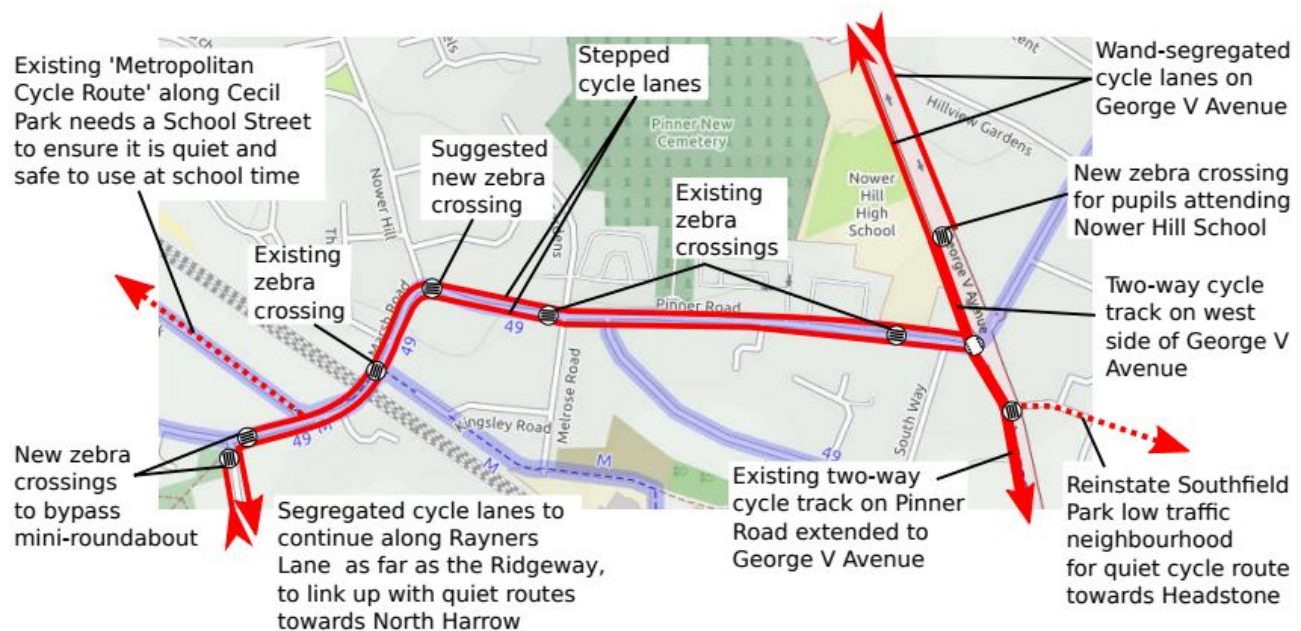 Existing 'Metropolitan
Cycle Route' along Cecil
Park needs a School Street
to ensure it is quiet and
safe to use at school time
Stepped
cycle lanes
Wand-segregated
cycle lanes on
George V Avenue
Suggested
new zebra
crossing
Existing
zebra
crossings
Existing
zebra
crossing
New zebra crossing
for pupils attending
Nower Hill School
Two-way cycle
track on west
side of George V
Avenue
New zebra
crossings
to bypass
mini-roundabout
Segregated cycle lanes to
continue along Rayners
Lane as far as the Ridgeway,
to link up with quiet routes
towards North Harrow
Existing two-way
cycle track on Pinner
Road extended to
George V Avenue
Reinstate Southfield
Park low traffic
neighbourhood
for quiet cycle route
towards Headstone
Pinner New
Cemetery
Hillview Gardens
Nower
Hill
High
School
Nower Hill
Marsh Road
Pinner Road
George V Avenue
Melrose Road
Kingsley Road
South Way
49
49
49
49
M
M
M